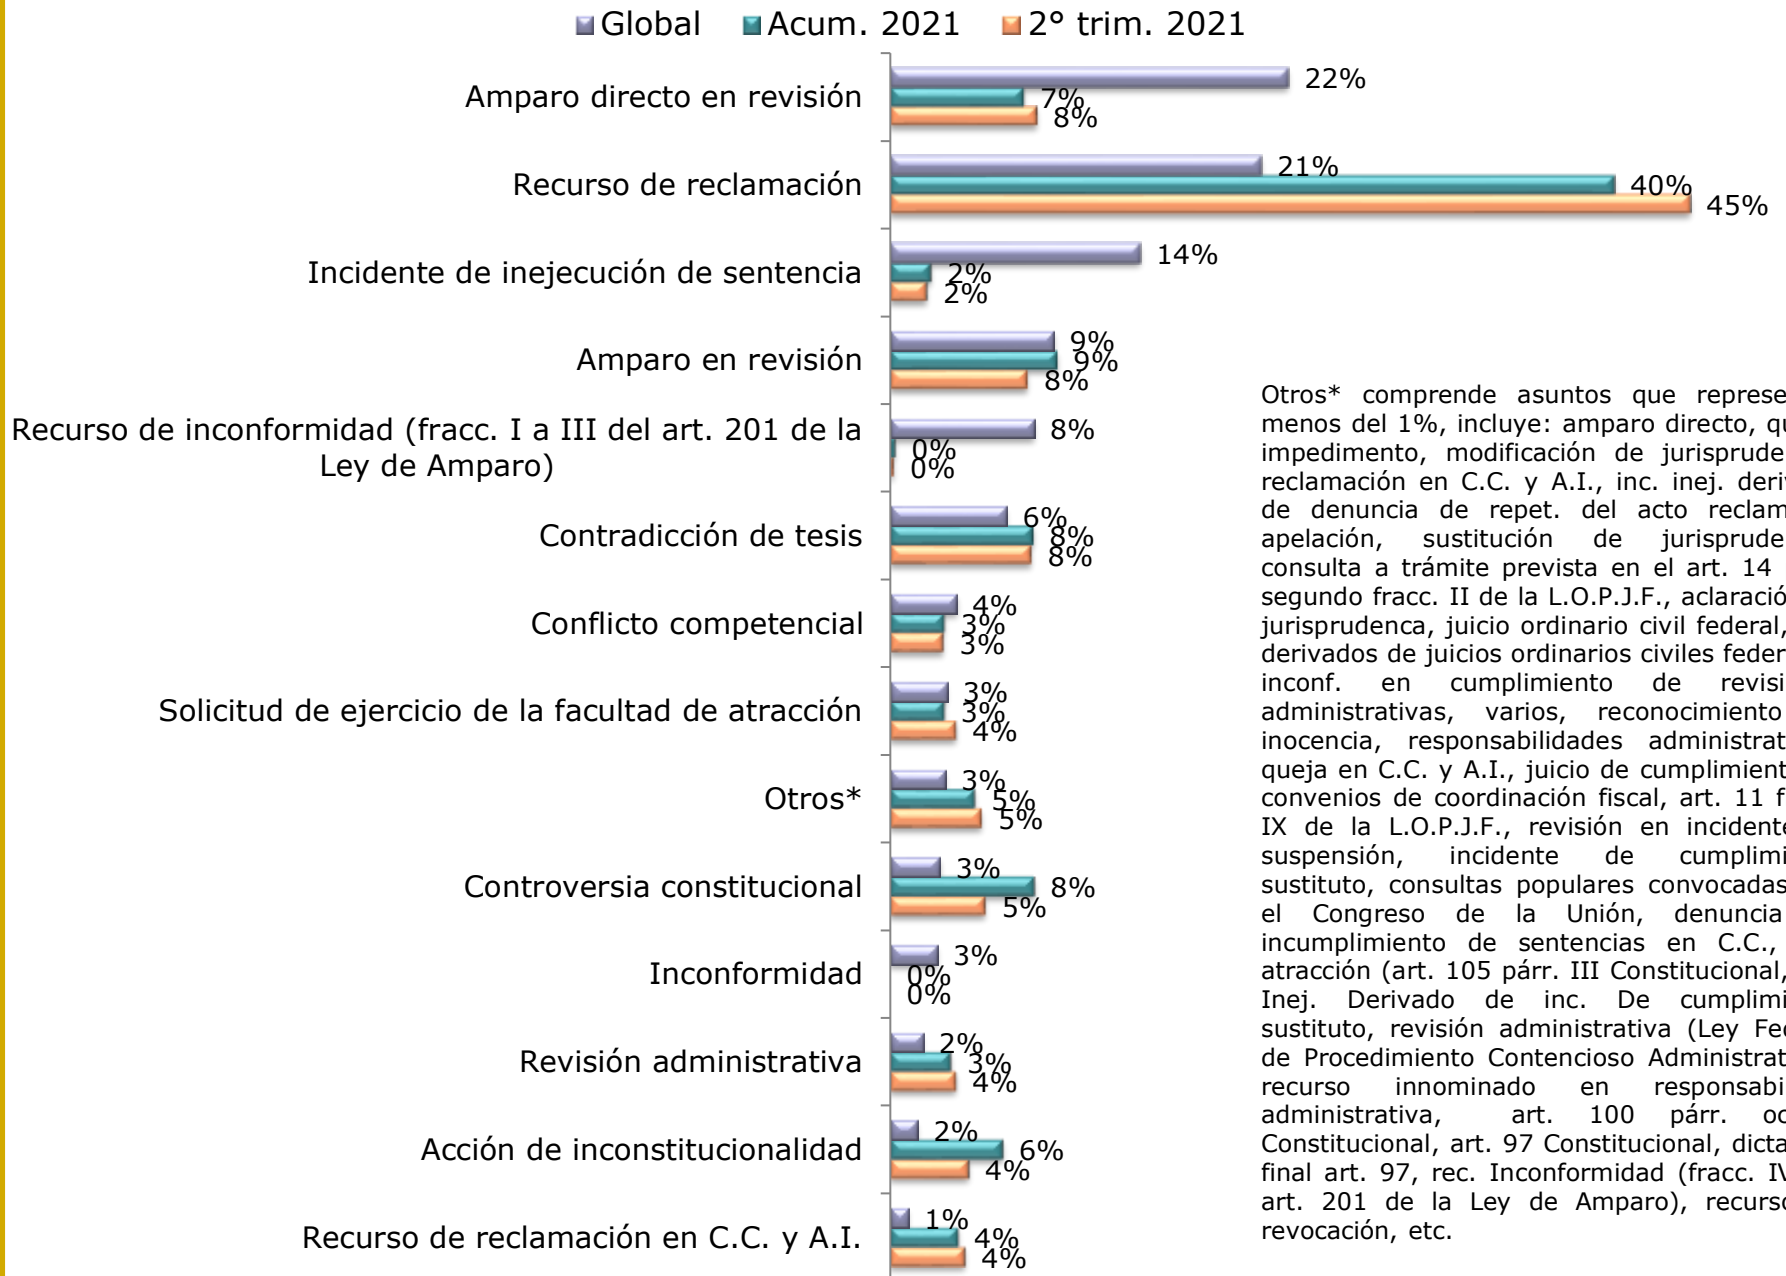 Global Acum. 2021 2° trim. 2021
Amparo directo en revisión
22%
7%
8%
Recurso de reclamación
21%
40%
45%
Incidente de inejecución de sentencia
14%
2%
2%
Amparo en revisión
9%
9%
8%
Recurso de inconformidad (fracc. I a III del art. 201 de la
Ley de Amparo)
8%
0%
0%
Contradicción de tesis
6%
8%
8%
Conflicto competencial
4%
3%
3%
Solicitud de ejercicio de la facultad de atracción
3%
3%
4%
Otros*
3%
5%
5%
Controversia constitucional
3%
8%
5%
Inconformidad
3%
0%
0%
Revisión administrativa
2%
3%
4%
Acción de inconstitucionalidad
2%
6%
4%
Recurso de reclamación en C.C. y A.I.
1%
4%
4%
Otros* comprende asuntos que
menos del 1%, incluye: amparo directo,
impedimento, modificación de
reclamación en C.C. y A.I., inc. inej.
de denuncia de repet. del acto
apelación, sustitución de
consulta a trámite prevista en el art. 14
segundo fracc. II de la L.O.P.J.F.,
jurisprudenca, juicio ordinario civil federal,
derivados de juicios ordinarios civiles
inconf. en cumplimiento de
administrativas, varios, reconocimiento
inocencia, responsabilidades
queja en C.C. y A.I., juicio de
convenios de coordinación fiscal, art. 11
IX de la L.O.P.J.F., revisión en
suspensión, incidente de
sustituto, consultas populares convocadas
el Congreso de la Unión, denuncia
incumplimiento de sentencias en C.C.,
atracción (art. 105 párr. III Constitucional,
Inej. Derivado de inc. De
sustituto, revisión administrativa (Ley
de Procedimiento Contencioso
recurso innominado en
administrativa, art. 100 párr.
Constitucional, art. 97 Constitucional,
final art. 97, rec. Inconformidad (fracc.
art. 201 de la Ley de Amparo),
revocación, etc.